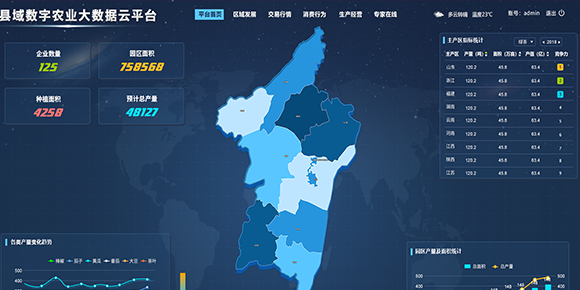 县域数字农业大数据云平台
平台首页 区域发展 交易行情 消费行为 生产经营 专家在线
多云转晴 温度23℃ 账号：admin 退出
企业数量
125
园区面积
758568
种植面积
4258
预计总产量
48127
主产区指标统计
2018
主产区 产量（吨） 面积（万亩） 产值（亿） 竞争力
山东 120.2 45.8 63.4 1
浙江 120.2 45.8 63.4 2
福建 120.2 45.8 63.4 3
湖南 120.2 45.8 63.4 4
云南 120.2 45.8 63.4 5
河南 120.2 45.8 63.4 6
江西 120.2 45.8 63.4 7
陕西 120.2 45.8 63.4 8
江苏 120.2 45.8 63.4 9
各类产量变化趋势
辣椒 茄子 黄瓜 番茄 大豆 茶叶
500
400
300
园区产量及面积统计
总面积 总产量
500 500
400 400
300 300